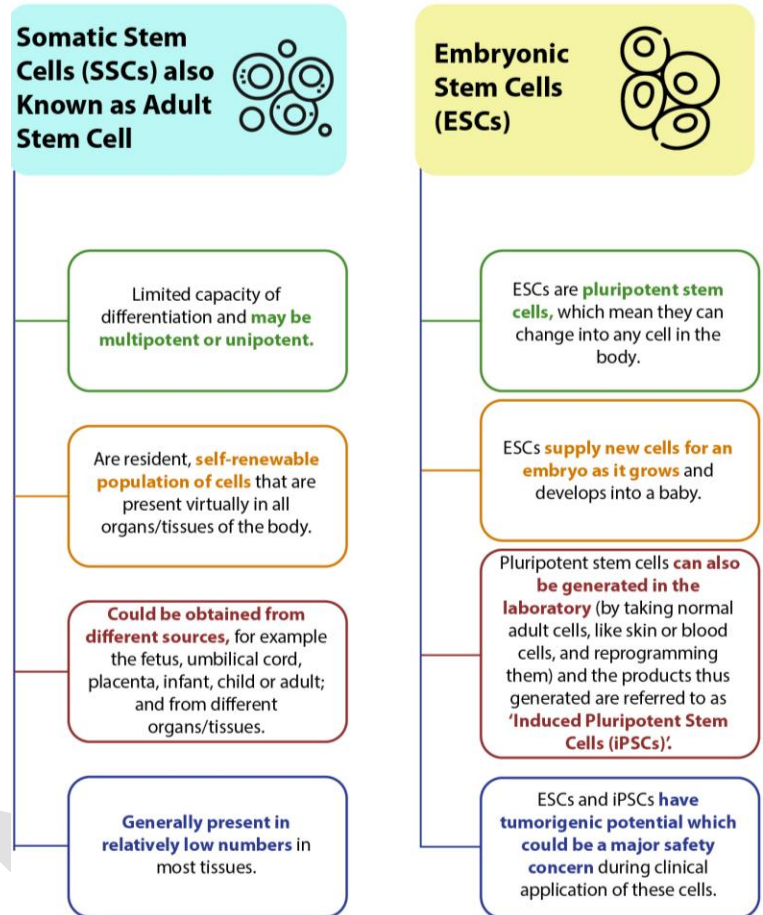 Somatic Stem
Cells (SSCs) also
Known as Adult
Stem Cell
Limited capacity of
differentiation and may be
multipotent or unipotent.
Are resident, self-renewable
population of cells that are
present virtually in all
organs/tissues of the body.
Could be obtained from
different sources, for example
the fetus, umbilical cord,
placenta, infant, child or adult;
and from different
organs/tissues.
Generally present in
relatively low numbers in
most tissues.
Embryonic
Stem Cells
(ESCs)
ESCs are pluripotent stem
cells, which mean they can
change into any cell in the
body.
ESCs supply new cells for an
embryo as it grows and
develops into a baby.
Pluripotent stem cells can also
be generated in the
laboratory (by taking normal
adult cells, like skin or blood
cells, and reprogramming
them) and the products thus
generated are referred to as
‘Induced Pluripotent Stem
Cells (iPSCs)’.
ESCs and iPSCs have
tumorigenic potential which
could be a major safety
concern during clinical
application of these cells.